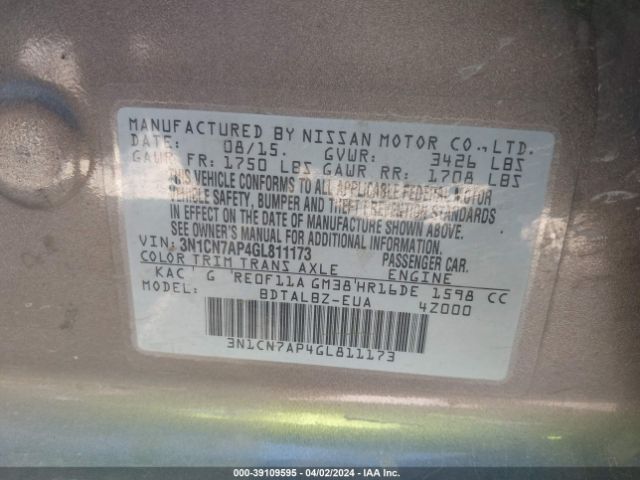 MANUFACTURED BY NISSAN MOTOR CO., LTD.
DATE: 08/15. GVWR: 3426 LBS
GAWR FR: 1750 LBS GAWR RR: 1708 LBS
THIS VEHICLE CONFORMS TO ALL APPLICABLE FEDERAL MOTOR
VEHICLE SAFETY, BUMPER AND THEFT PREVENTION STANDARDS
IN EFFECT ON THE DATE OF MANUFACTURE SHOWN ABOVE.
SEE OWNER'S MANUAL FOR ADDITIONAL INFORMATION.
VIN: 3N1CN7AP4GL811173 PASSENGER CAR.
COLOR TRIM TRANS AXLE ENGINE
KAC G RE0F11A GM38 HR16DE 1598 CC
MODEL: BDTALBZ-EUA 4Z000
3N1CN7AP4GL811173
000-39109595 - 04/02/2024 - IAA Inc.